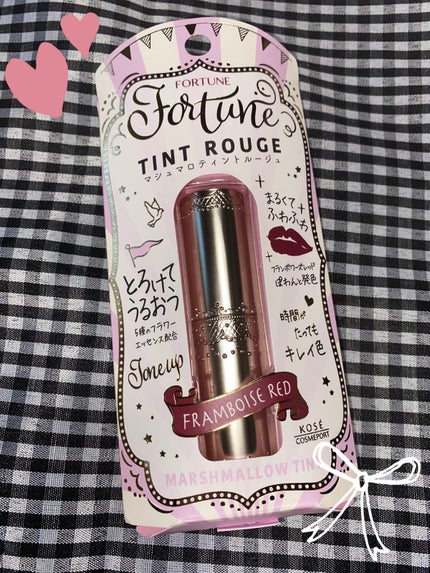 FORTUNE
Fortune
TINT ROUGE
マシュマロティントルージュ
まるくて
ふわふわ
フランボワーズレッド
ぽわんと発色
とろけて、
うるおう
5種のフラワー
エッセンス配合
時間が
たっても
キレイ色
Tone up
FRAMBOISE RED
KOSÉ
COSMEPORT
MARSHMALLOW TIN